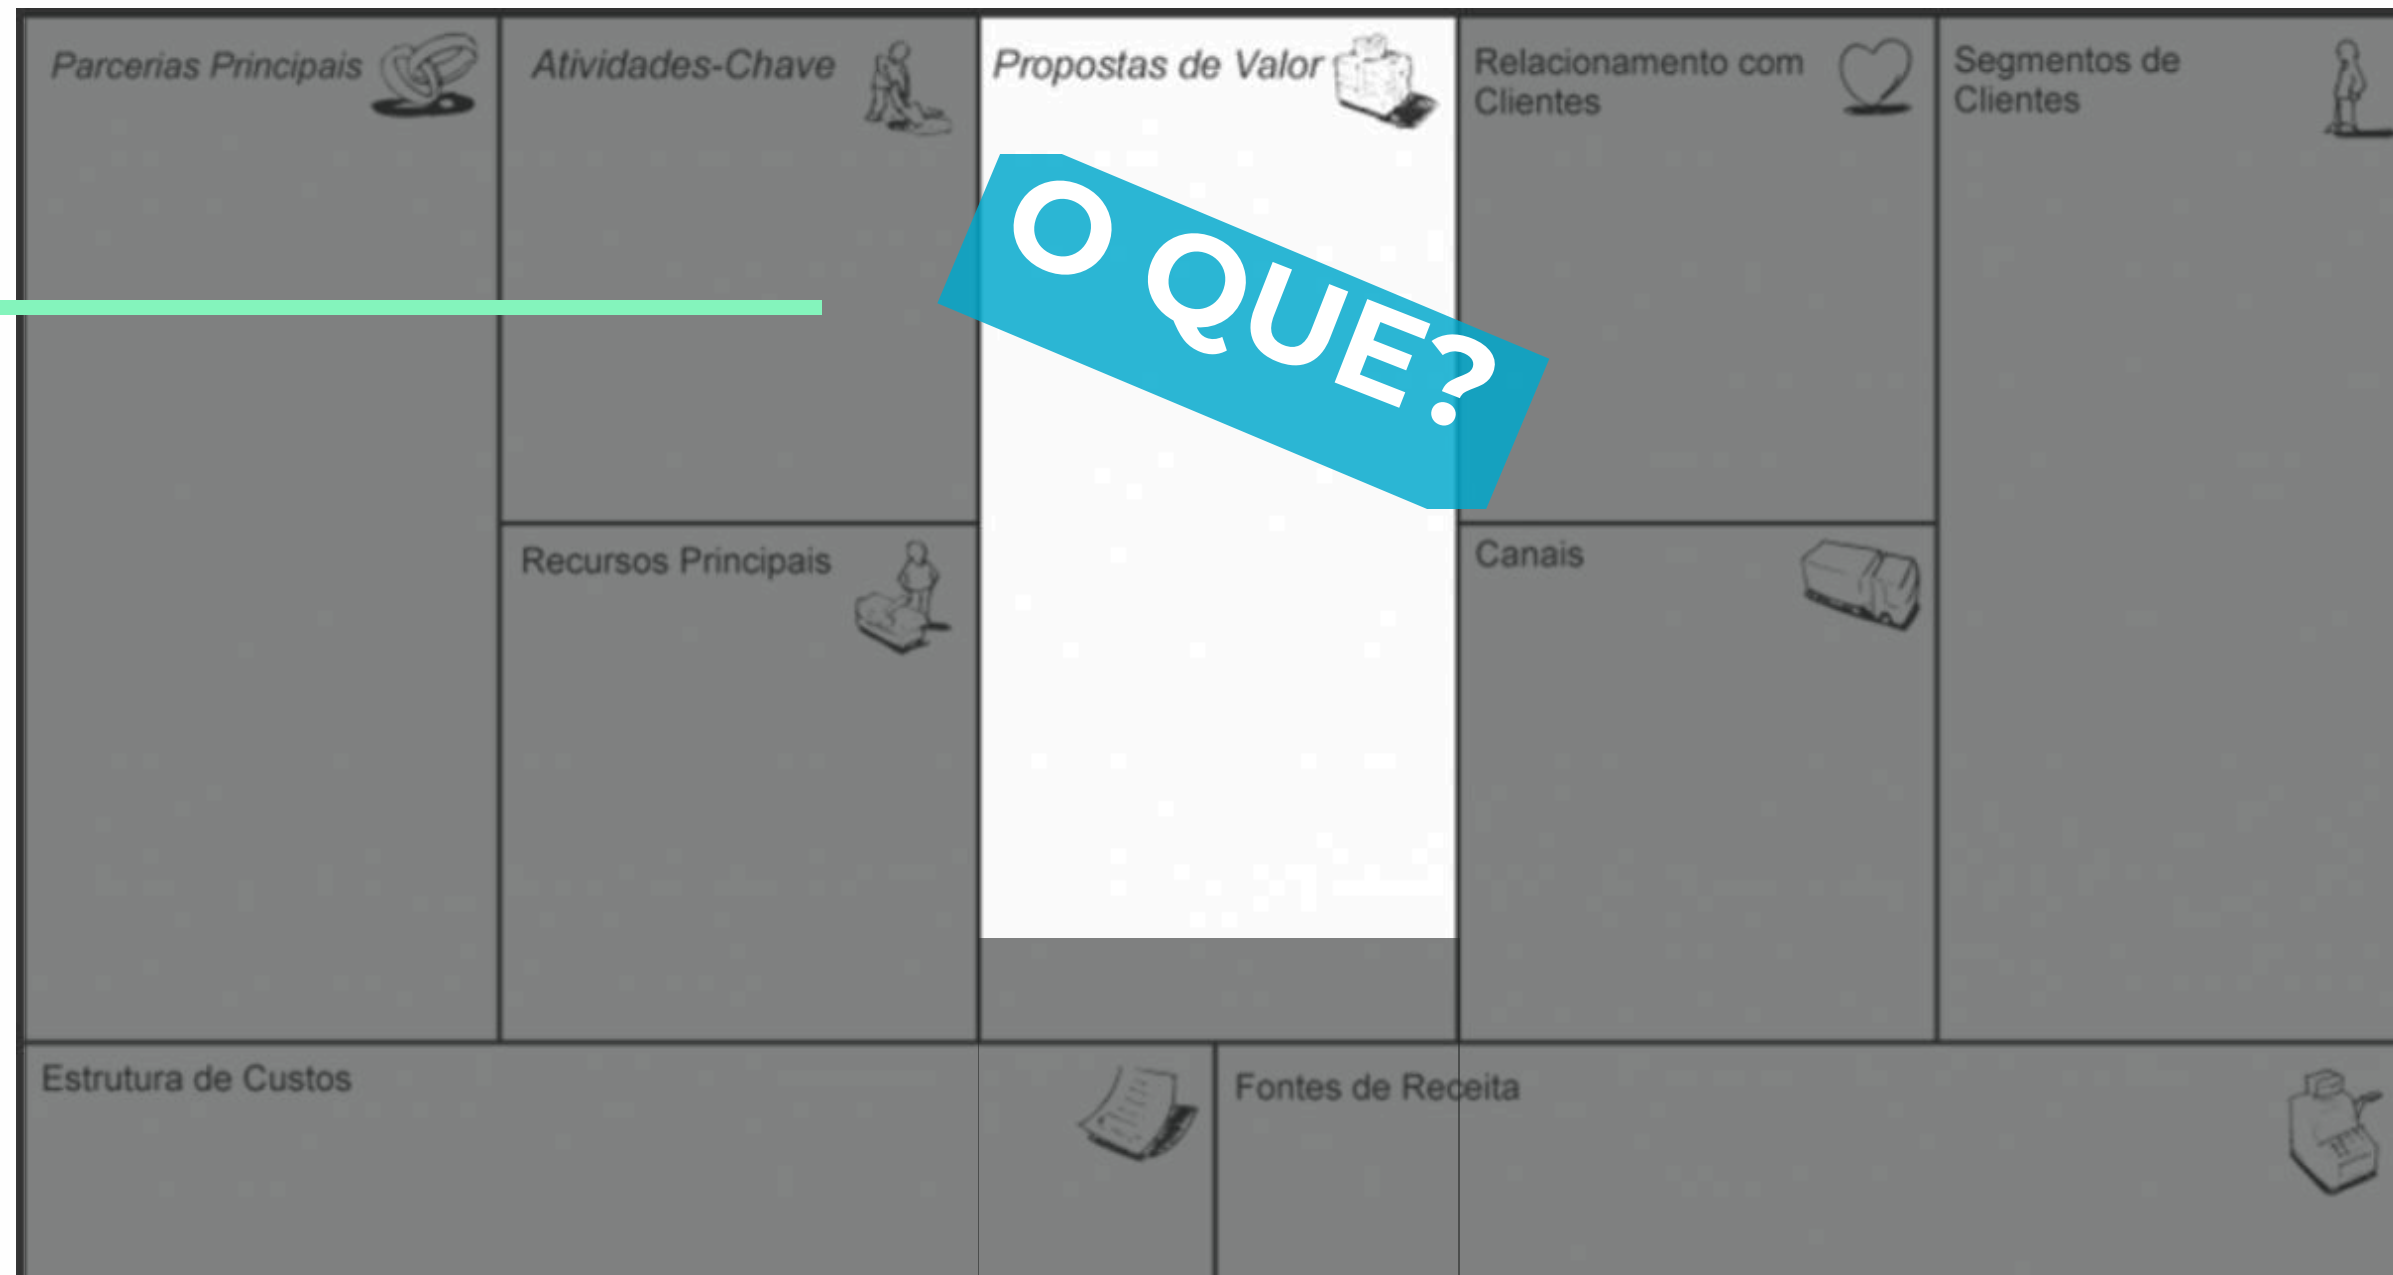 Parcerias Principais
Atividades-Chave
Propostas de Valor
Relacionamento com
Clientes
Segmentos de
Clientes
O QUE?
Recursos Principais
Canais
Estrutura de Custos
Fontes de Receita